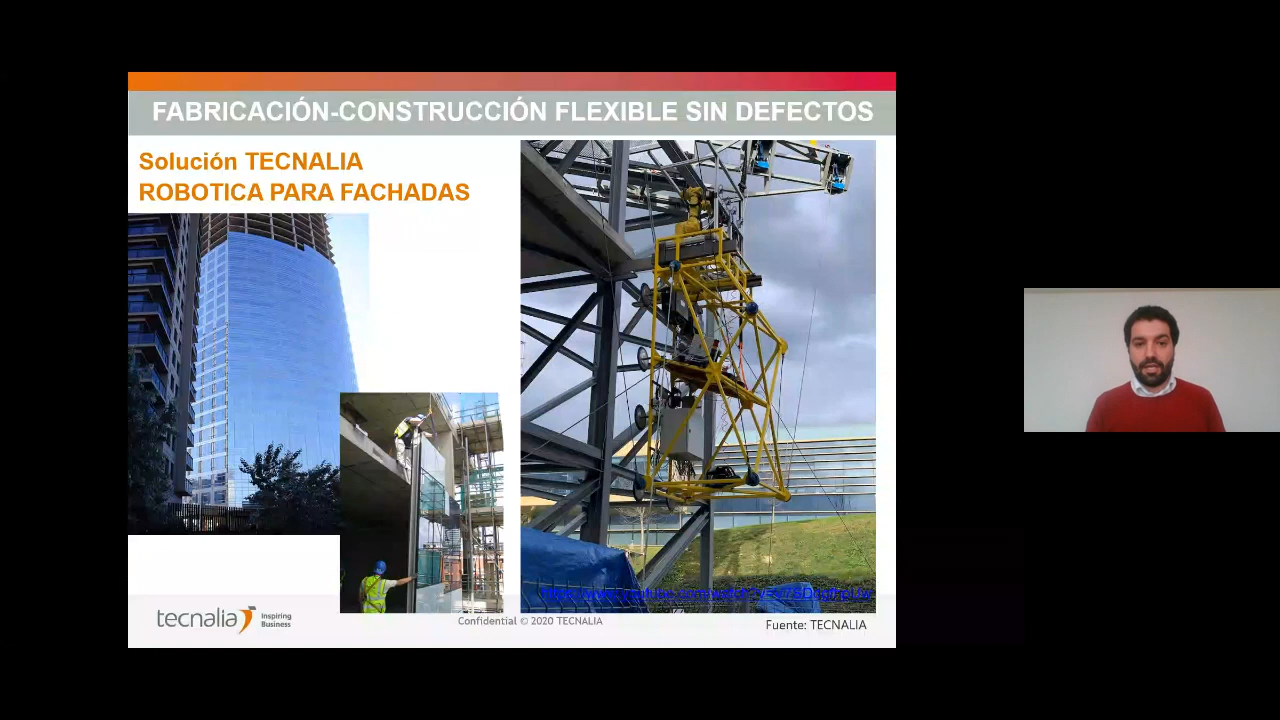 FABRICACIÓN-CONSTRUCCIÓN FLEXIBLE SIN DEFECTOS
Solución TECNALIA
ROBOTICA PARA FACHADAS
tecnalia
Inspiring
Business
Confidential © 2020 TECNALIA
Fuente: TECNALIA